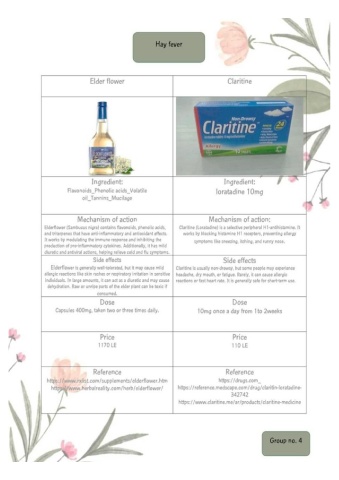 Hay fever
Elder flower
Claritine
Non-Drowsy
Claritine
Allergy
Ingredient:
Flavonoids_Phenolic acids_Volatile
oil_Tannins_Mucilage
Ingredient:
loratadine 10mg
Mechanism of action
Elderflower (Sambucus nigra) contains flavonoids, phenolic acids,
and triterpenes that have anti-inflammatory and antioxidant effects.
It works by modulating the immune response and inhibiting the
production of pro-inflammatory cytokines. Additionally, it has mild
diuretic and antiviral actions, helping relieve cold and flu symptoms.
Mechanism of action:
Claritine (Loratadine) is a selective peripheral H1-antihistamine. It
works by blocking histamine H1 receptors, preventing allergy
symptoms like sneezing, itching, and runny nose.
Side effects
Elderflower is generally well-tolerated, but it may cause mild
allergic reactions like skin rashes or respiratory irritation in sensitive
individuals. In large amounts, it can act as a diuretic and may cause
dehydration. Raw or unripe parts of the elder plant can be toxic if
consumed.
Side effects
Claritine is usually non-drowsy, but some people may experience
headache, dry mouth, or fatigue. Rarely, it can cause allergic
reactions or fast heart rate. It is generally safe for short-term use.
Dose
Capsules 400mg, taken two or three times daily.
Dose
10mg once a day from 1to 2weeks
Price
1170 LE
Price
110 LE
Reference
https://www.rxlist.com/supplements/elderflower.htm
https://www.herbalreality.com/herb/elderflower/
Reference
https://drugs.com_
https://reference.medscape.com/drug/claritin-loratadine-
342742
https://www.claritine.me/ar/products/claritine-medicine
Group no. 4